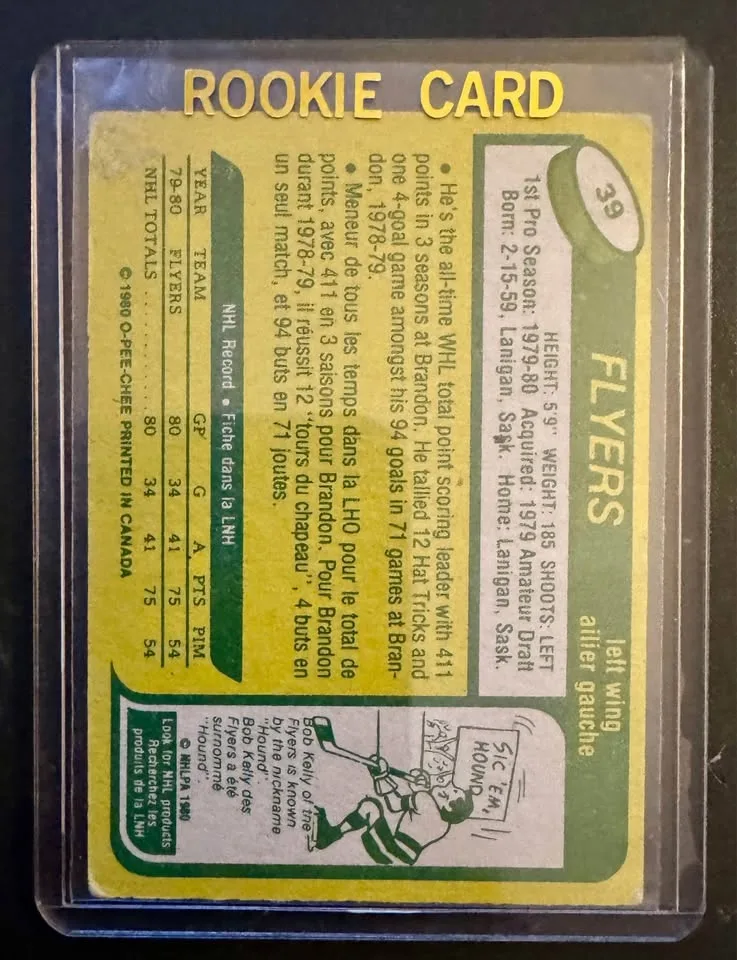 ROOKIE CARD
39
FLYERS
left wing
ailier gauche
HEIGHT: 5'9" WEIGHT: 185 SHOOTS: LEFT
1st Pro Season: 1979-80 Acquired: 1979 Amateur Draft
Born: 2-15-59, Lanigan, Sask. Home: Lanigan, Sask.
• He's the all-time WHL total point scoring leader with 411
points in 3 seasons at Brandon. He tallied 12 Hat Tricks and
one 4-goal game amongst his 94 goals in 71 games at Bran-
don, 1978-79.
• Meneur de tous les temps dans la LHO pour le total de
points, avec 411 en 3 saisons pour Brandon. Pour Brandon
durant 1978-79, il réussit 12 "tours du chapeau", 4 buts en
un seul match, et 94 buts en 71 joutes.
NHL Record • Fiche dans la LNH
YEAR TEAM GP G A PTS PIM
79-80 FLYERS 80 34 41 75 54
NHL TOTALS .......... 80 34 41 75 54
© 1980 O-PEE-CHEE PRINTED IN CANADA
SIC 'EM,
HOUND
Bob Kelly of the
Flyers is known
by the nickname
"Hound".
Bob Kelly des
Flyers a été
surnommé
"Hound".
© NHLPA 1980
Look for NHL products
Recherchez les
produits de la LNH